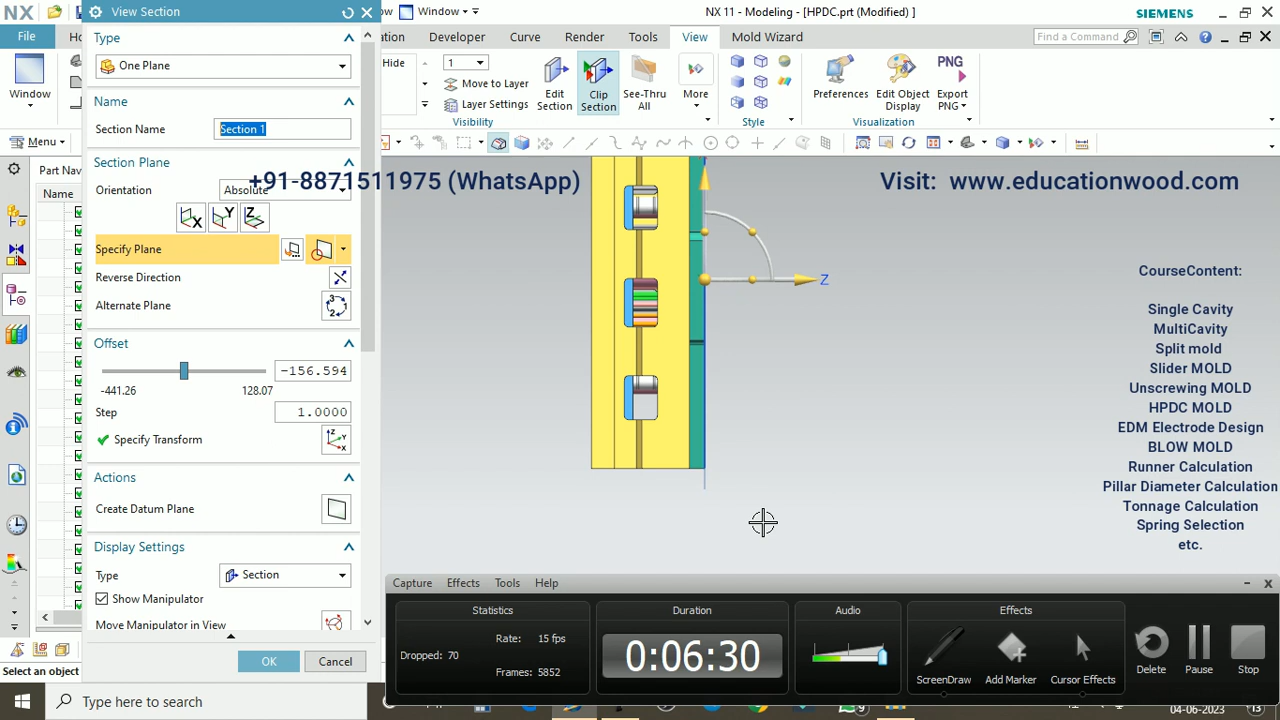 NX
Window
NX 11 - Modeling - [HPDC.prt (Modified) ]
SIEMENS
View Section
Type
One Plane
Name
Section Name
Section 1
Section Plane
Orientation
Absolute
Specify Plane
Reverse Direction
Alternate Plane
Offset
-156.594
-441.26
128.07
Step
1.0000
Specify Transform
Actions
Create Datum Plane
Display Settings
Type
Section
Show Manipulator
Move Manipulator in View
OK
Cancel
File
Developer
Curve
Render
Tools
View
Mold Wizard
Find a Command
Window
Hide
1
Move to Layer
Layer Settings
Visibility
Edit Section
Clip Section
See-Thru All
More
Style
Preferences
Edit Object Display
Export PNG
Visualization
Menu
Part Nav
Name
Select an object
+91-8871511975 (WhatsApp)
Visit: www.educationwood.com
Z
CourseContent:
Single Cavity
MultiCavity
Split mold
Slider MOLD
Unscrewing MOLD
HPDC MOLD
EDM Electrode Design
BLOW MOLD
Runner Calculation
Pillar Diameter Calculation
Tonnage Calculation
Spring Selection
etc.
Capture
Effects
Tools
Help
Statistics
Rate: 15 fps
Dropped: 70
Frames: 5852
Duration
0:06:30
Audio
Effects
ScreenDraw
Add Marker
Cursor Effects
Delete
Pause
Stop
Type here to search
04-06-2023